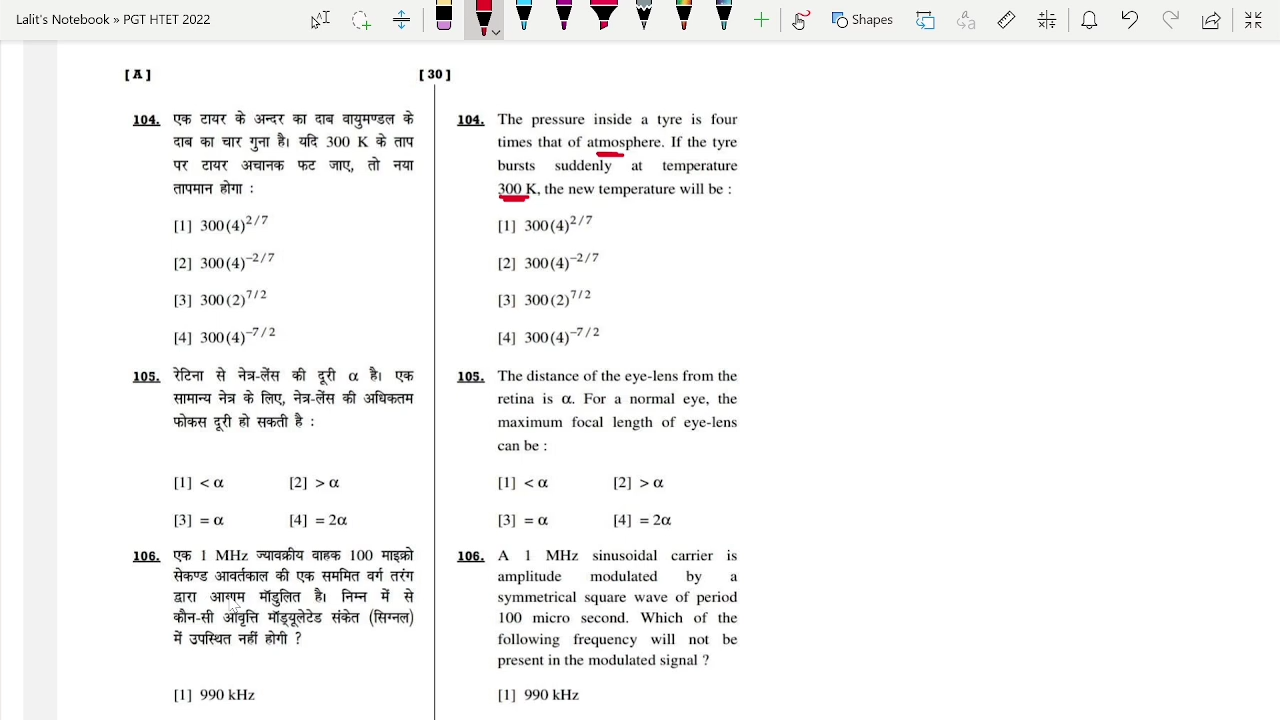 Lalit's Notebook » PGT HTET 2022
Shapes
[ A ]
[ 30 ]
104. एक टायर के अन्दर का दाब वायुमण्डल के
दाब का चार गुना है। यदि 300 K के ताप
पर टायर अचानक फट जाए, तो नया
तापमान होगा :
[1] 300(4)^2/7
[2] 300(4)^–2/7
[3] 300(2)^7/2
[4] 300(4)^–7/2
105. रेटिना से नेत्र-लेंस की दूरी α है। एक
सामान्य नेत्र के लिए, नेत्र-लेंस की अधिकतम
फोकस दूरी हो सकती है :
[1] < α [2] > α
[3] = α [4] = 2α
106. एक 1 MHz ज्यावक्रीय वाहक 100 माइक्रो
सेकण्ड आवर्तकाल की एक सममित वर्ग तरंग
द्वारा आयाम मॉडुलित है। निम्न में से
कौन-सी आवृत्ति मॉड्यूलेटेड संकेत (सिग्नल)
में उपस्थित नहीं होगी ?
[1] 990 kHz
104. The pressure inside a tyre is four
times that of atmosphere. If the tyre
bursts suddenly at temperature
300 K, the new temperature will be :
[1] 300(4)^2/7
[2] 300(4)^–2/7
[3] 300(2)^7/2
[4] 300(4)^–7/2
105. The distance of the eye-lens from the
retina is α. For a normal eye, the
maximum focal length of eye-lens
can be :
[1] < α [2] > α
[3] = α [4] = 2α
106. A 1 MHz sinusoidal carrier is
amplitude modulated by a
symmetrical square wave of period
100 micro second. Which of the
following frequency will not be
present in the modulated signal ?
[1] 990 kHz